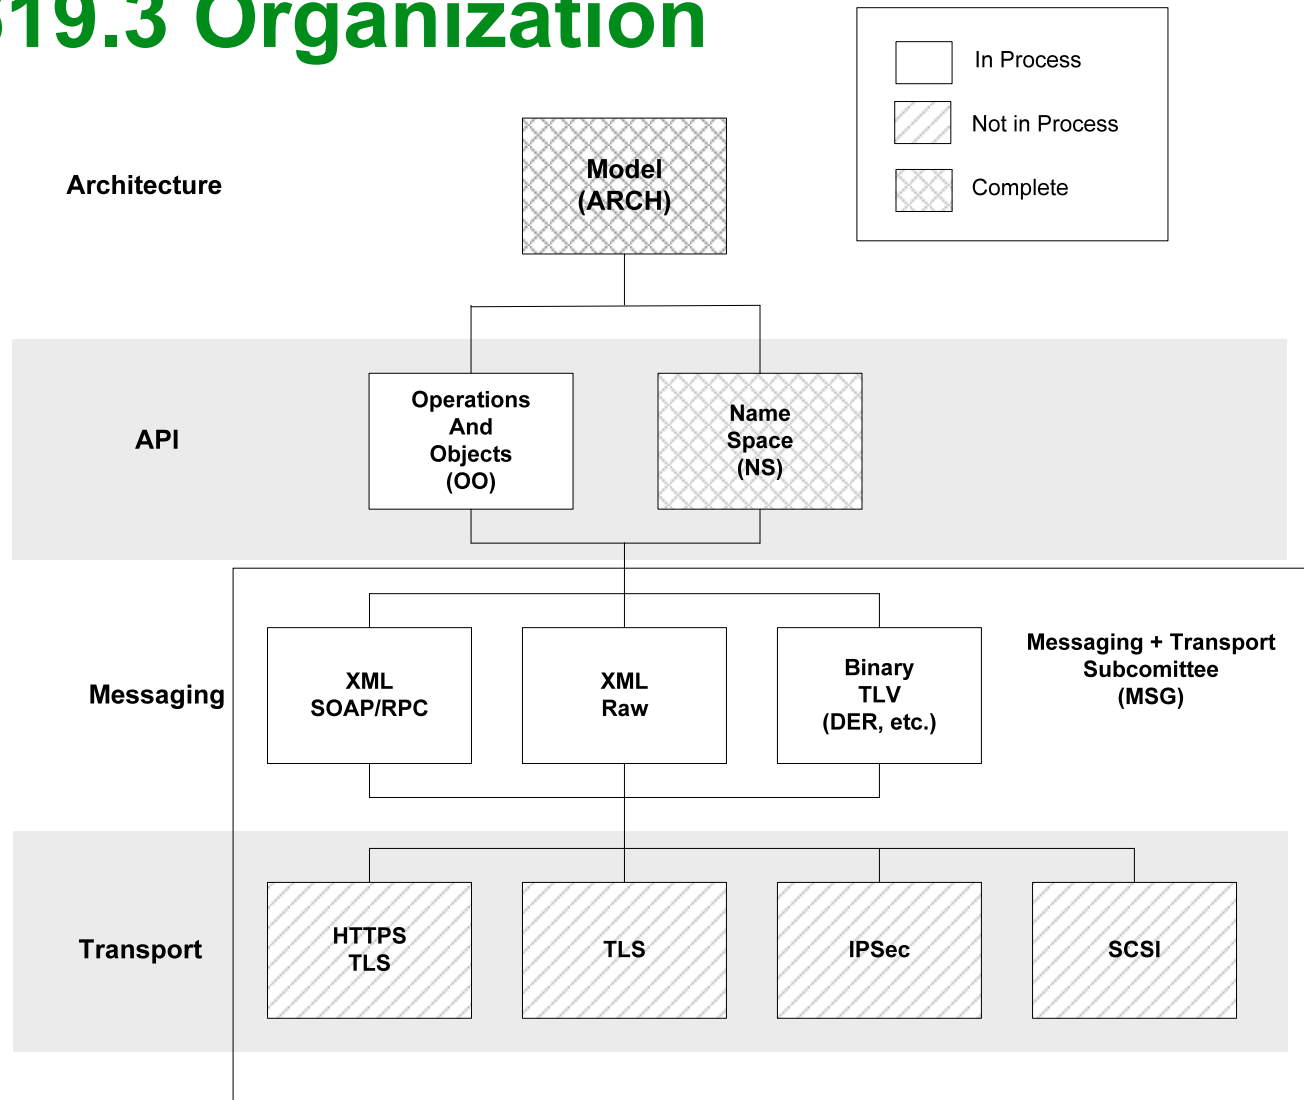 619.3 Organization
In Process
Not in Process
Complete
Architecture
Model
(ARCH)
API
Operations
And
Objects
(OO)
Name
Space
(NS)
Messaging
XML
SOAP/RPC
XML
Raw
Binary
TLV
(DER, etc.)
Messaging + Transport
Subcomittee
(MSG)
Transport
HTTPS
TLS
TLS
IPSec
SCSI